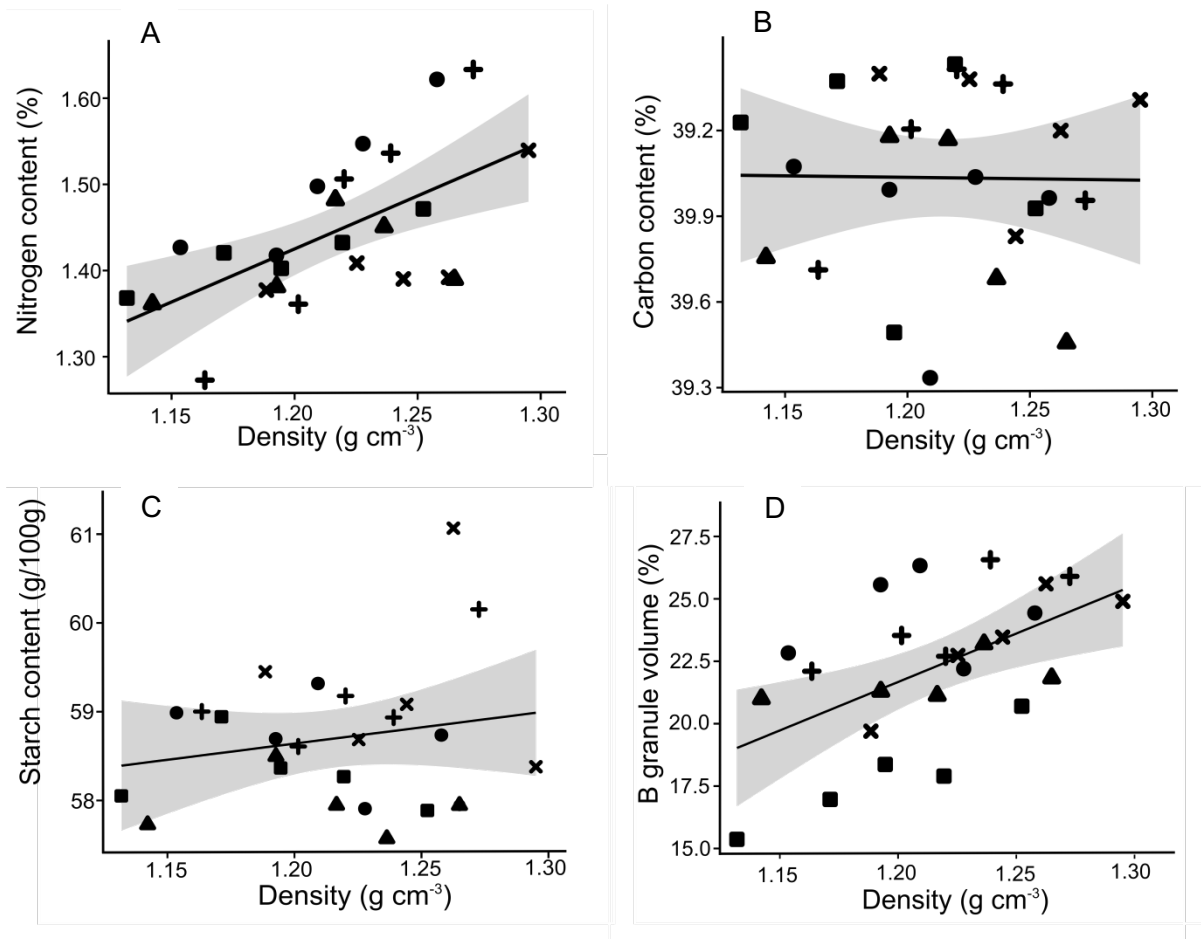 A
Nitrogen content (%)
1.60
1.50
1.40
1.30
1.15 1.20 1.25 1.30
Density (g cm-3)
B
Carbon content (%)
39.2
39.9
39.6
39.3
1.15 1.20 1.25 1.30
Density (g cm-3)
C
Starch content (g/100g)
61
60
59
58
1.15 1.20 1.25 1.30
Density (g cm-3)
D
B granule volume (%)
27.5
25.0
22.5
20.0
17.5
15.0
1.15 1.20 1.25 1.30
Density (g cm-3)